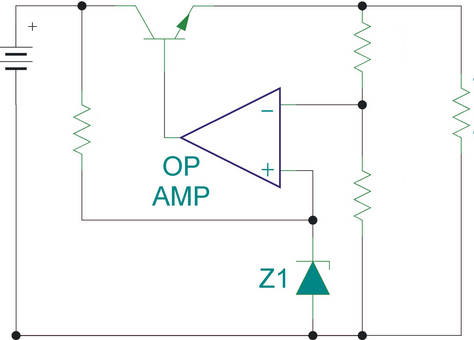 +
−
+
OP
AMP
Z1